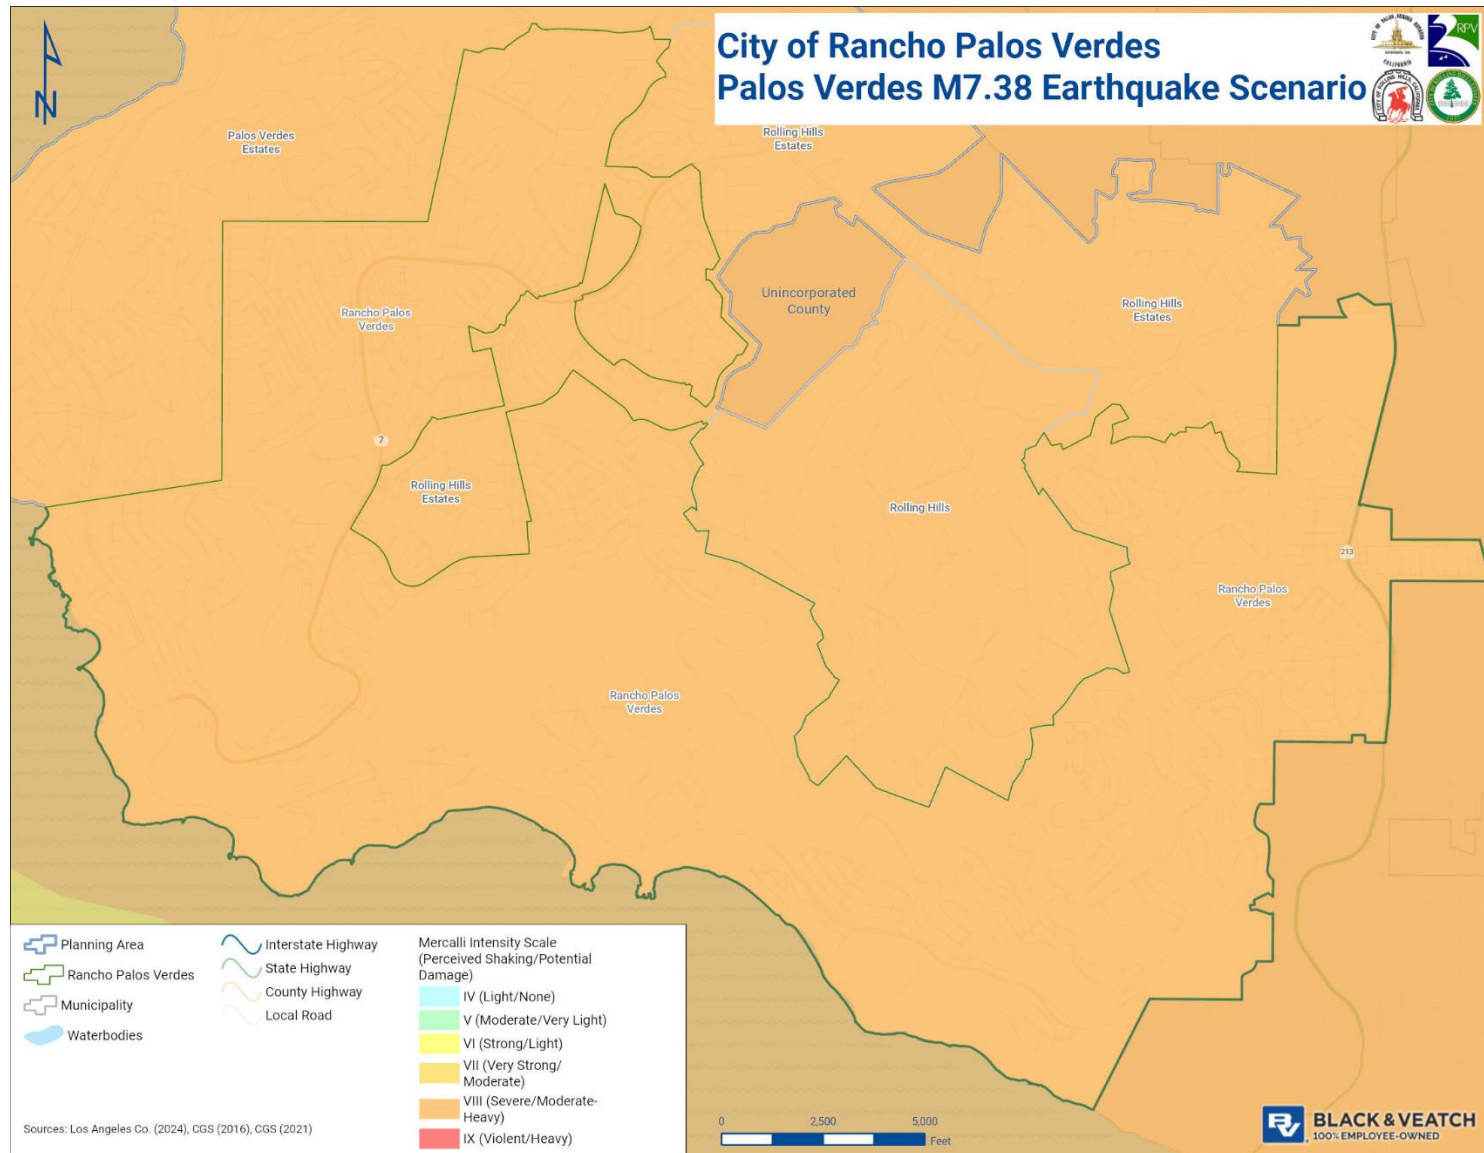 City of Rancho Palos Verdes
Palos Verdes M7.38 Earthquake Scenario
RPV
N
Palos Verdes
Estates
Rolling Hills
Estates
Unincorporated
County
Rolling Hills
Estates
Rancho Palos
Verdes
7
Rolling Hills
Estates
Rolling Hills
213
Rancho Palos
Verdes
Rancho Palos
Verdes
Planning Area
Rancho Palos Verdes
Municipality
Waterbodies
Interstate Highway
State Highway
County Highway
Local Road
Mercalli Intensity Scale
(Perceived Shaking/Potential
Damage)
IV (Light/None)
V (Moderate/Very Light)
VI (Strong/Light)
VII (Very Strong/
Moderate)
VIII (Severe/Moderate-
Heavy)
IX (Violent/Heavy)
Sources: Los Angeles Co. (2024), CGS (2016), CGS (2021)
0 2,500 5,000
Feet
BV
BLACK & VEATCH
100% EMPLOYEE-OWNED